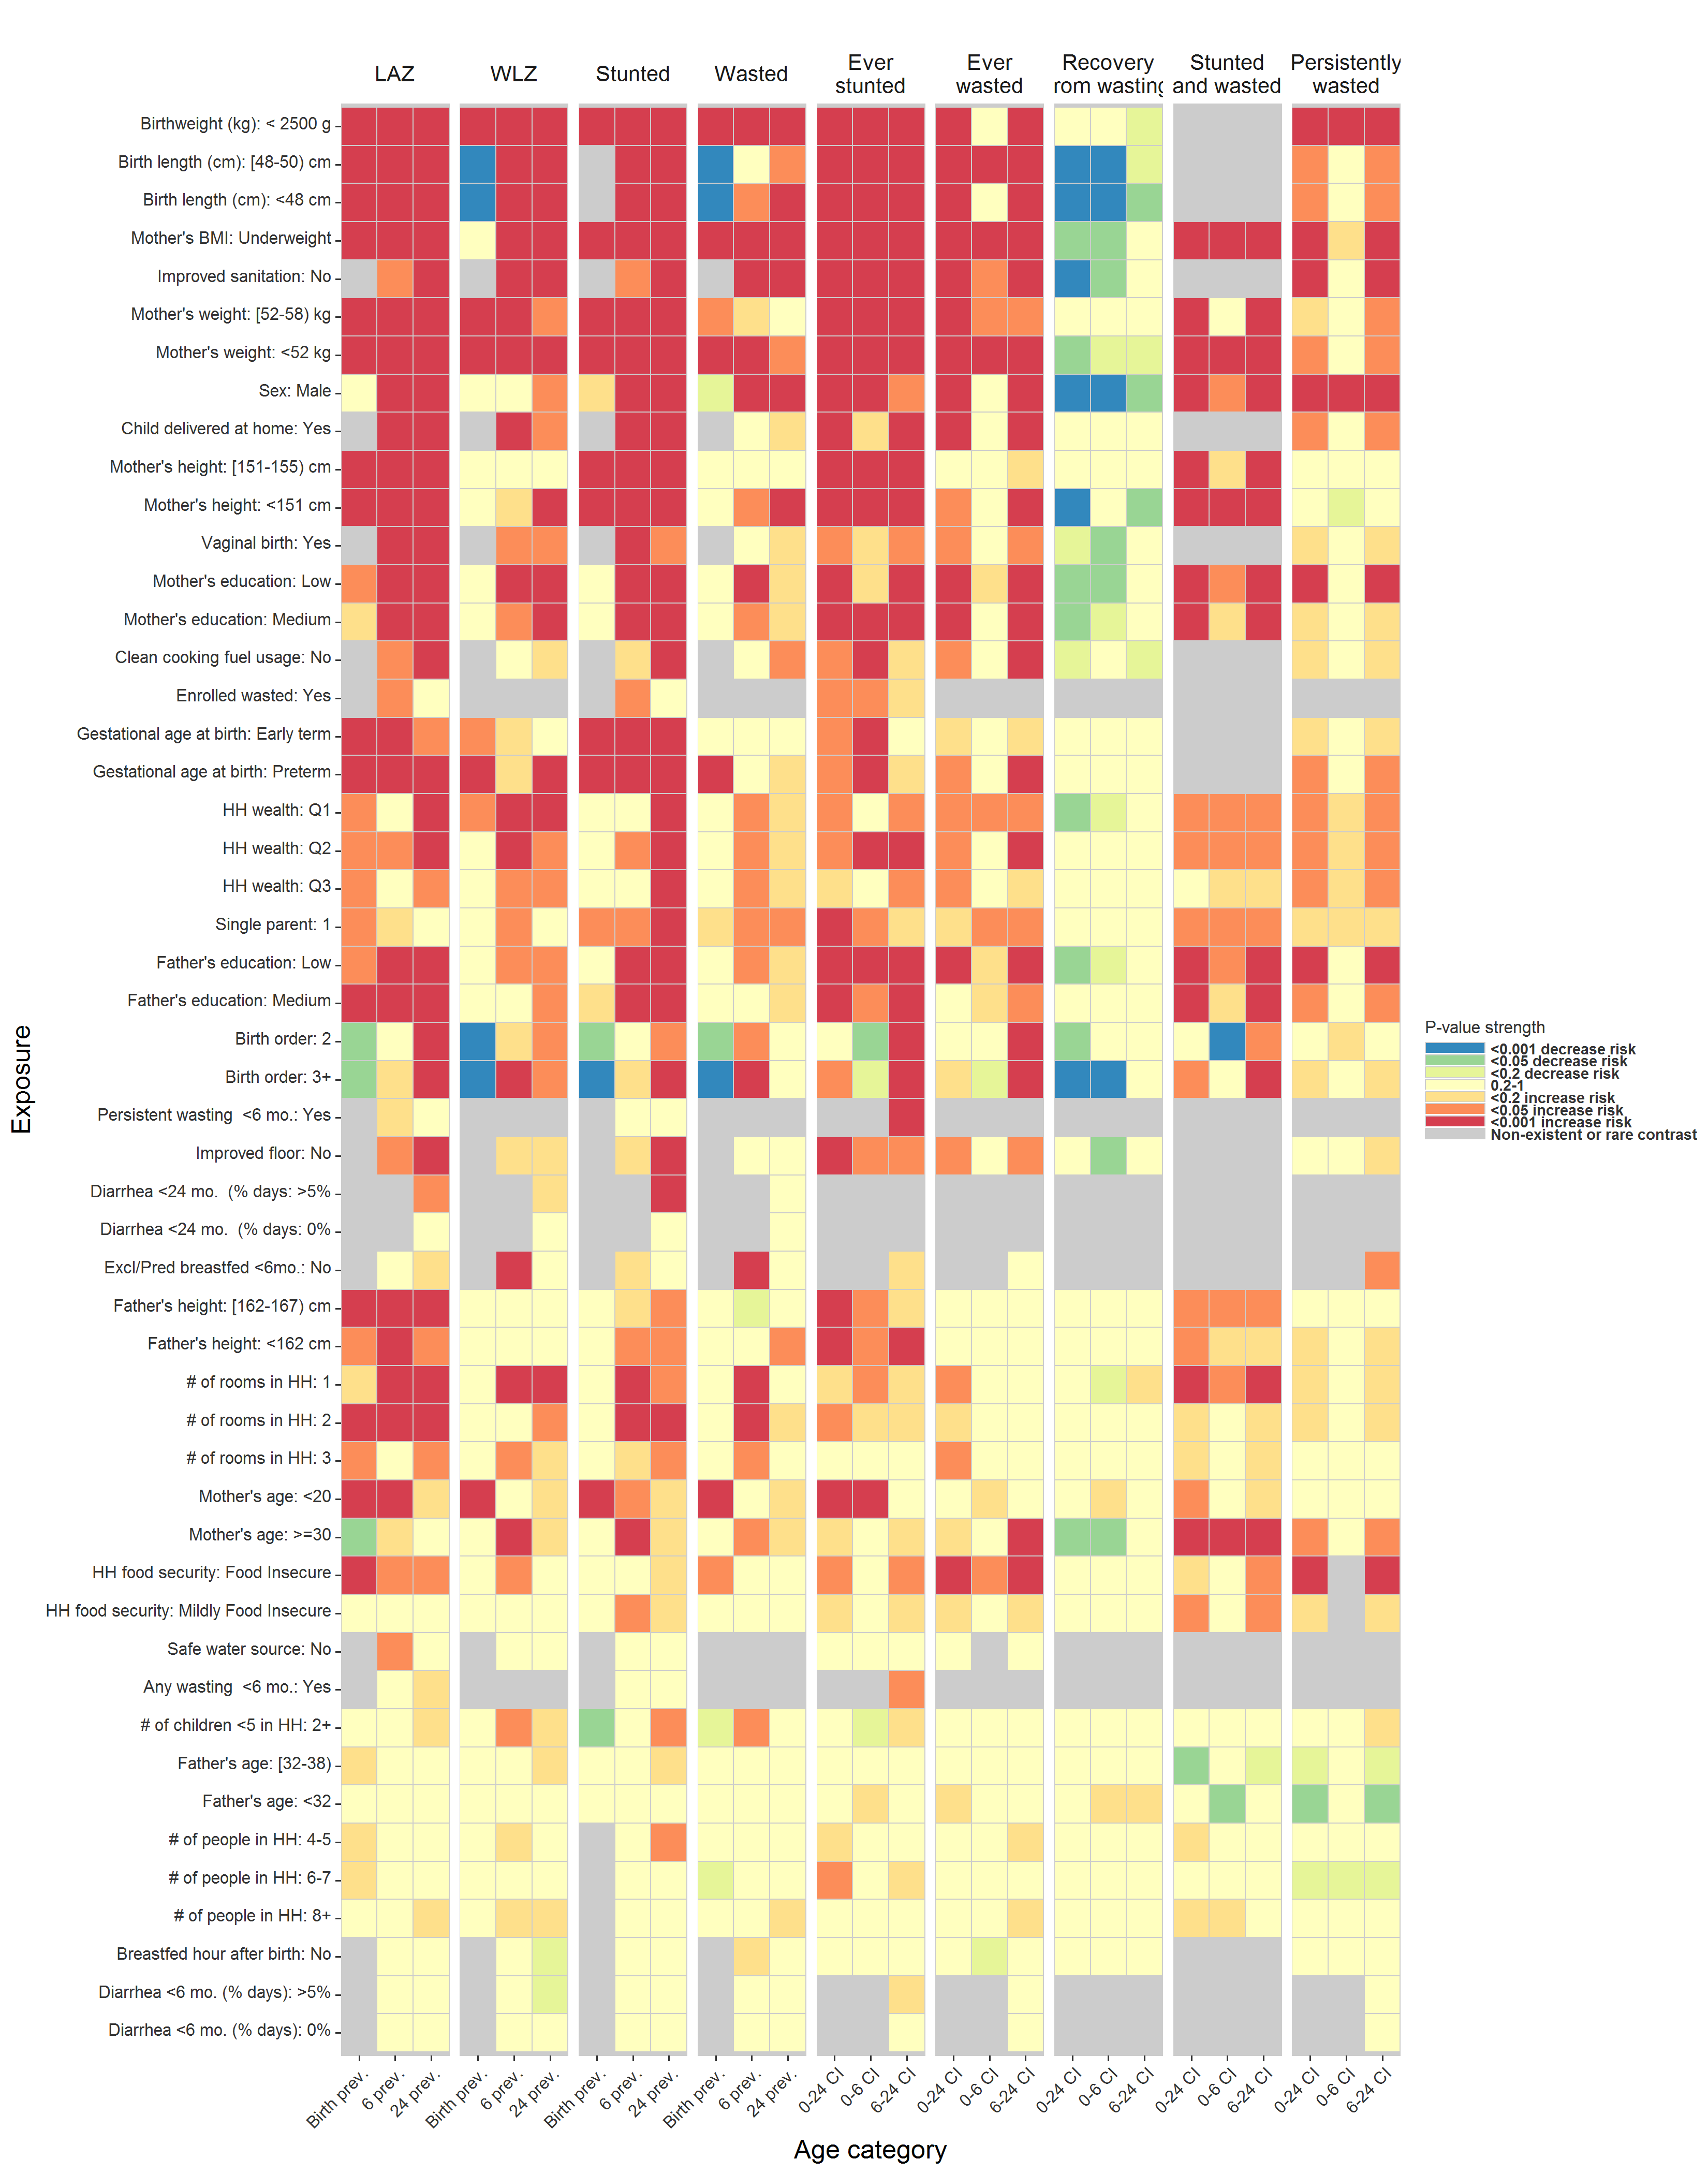 LAZ
WLZ
Stunted
Wasted
Ever
stunted
Ever
wasted
Recovery
rom wasting
Stunted
and wasted
Persistently
wasted
Birthweight (kg): < 2500 g
Birth length (cm): [48-50) cm
Birth length (cm): <48 cm
Mother's BMI: Underweight
Improved sanitation: No
Mother's weight: [52-58) kg
Mother's weight: <52 kg
Sex: Male
Child delivered at home: Yes
Mother's height: [151-155) cm
Mother's height: <151 cm
Vaginal birth: Yes
Mother's education: Low
Mother's education: Medium
Clean cooking fuel usage: No
Enrolled wasted: Yes
Gestational age at birth: Early term
Gestational age at birth: Preterm
HH wealth: Q1
HH wealth: Q2
HH wealth: Q3
Single parent: 1
Father's education: Low
Father's education: Medium
Birth order: 2
Birth order: 3+
Persistent wasting  <6 mo.: Yes
Improved floor: No
Diarrhea <24 mo.  (% days: >5%
Diarrhea <24 mo.  (% days: 0%
Excl/Pred breastfed <6mo.: No
Father's height: [162-167) cm
Father's height: <162 cm
# of rooms in HH: 1
# of rooms in HH: 2
# of rooms in HH: 3
Mother's age: <20
Mother's age: >=30
HH food security: Food Insecure
HH food security: Mildly Food Insecure
Safe water source: No
Any wasting  <6 mo.: Yes
# of children <5 in HH: 2+
Father's age: [32-38)
Father's age: <32
# of people in HH: 4-5
# of people in HH: 6-7
# of people in HH: 8+
Breastfed hour after birth: No
Diarrhea <6 mo. (% days): >5%
Diarrhea <6 mo. (% days): 0%
Exposure
Birth prev.
6 prev.
24 prev.
Birth prev.
6 prev.
24 prev.
Birth prev.
6 prev.
24 prev.
Birth prev.
6 prev.
24 prev.
0-24 CI
0-6 CI
6-24 CI
0-24 CI
0-6 CI
6-24 CI
0-24 CI
0-6 CI
6-24 CI
0-24 CI
0-6 CI
6-24 CI
0-24 CI
0-6 CI
6-24 CI
Age category
P-value strength
<0.001 decrease risk
<0.05 decrease risk
<0.2 decrease risk
0.2-1
<0.2 increase risk
<0.05 increase risk
<0.001 increase risk
Non-existent or rare contrast